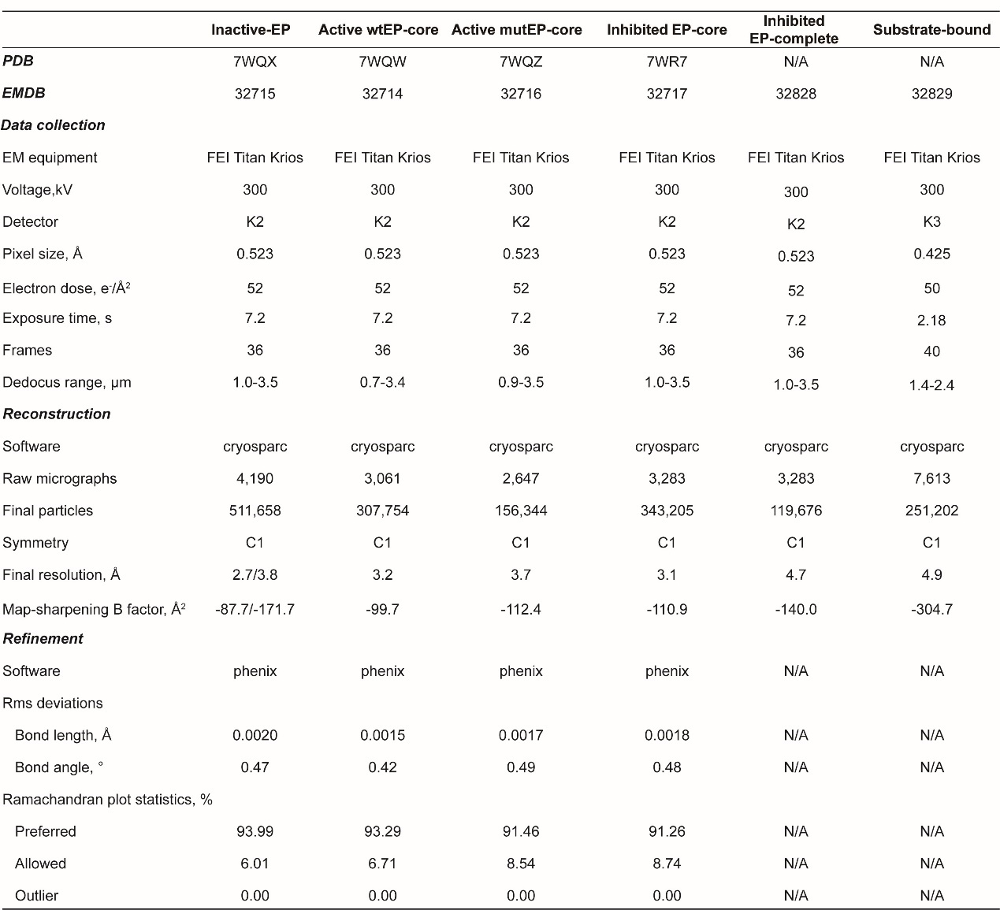 Inactive-EP Active wtEP-core Active mutEP-core Inhibited EP-core Inhibited EP-complete Substrate-bound
PDB 7WQX 7WQW 7WQZ 7WR7 N/A N/A
EMDB 32715 32714 32716 32717 32828 32829
Data collection
EM equipment FEI Titan Krios FEI Titan Krios FEI Titan Krios FEI Titan Krios FEI Titan Krios FEI Titan Krios
Voltage,kV 300 300 300 300 300 300
Detector K2 K2 K2 K2 K2 K3
Pixel size, Å 0.523 0.523 0.523 0.523 0.523 0.425
Electron dose, e⁻/Å² 52 52 52 52 52 50
Exposure time, s 7.2 7.2 7.2 7.2 7.2 2.18
Frames 36 36 36 36 36 40
Dedocus range, μm 1.0-3.5 0.7-3.4 0.9-3.5 1.0-3.5 1.0-3.5 1.4-2.4
Reconstruction
Software cryosparc cryosparc cryosparc cryosparc cryosparc cryosparc
Raw micrographs 4,190 3,061 2,647 3,283 3,283 7,613
Final particles 511,658 307,754 156,344 343,205 119,676 251,202
Symmetry C1 C1 C1 C1 C1 C1
Final resolution, Å 2.7/3.8 3.2 3.7 3.1 4.7 4.9
Map-sharpening B factor, Å² -87.7/-171.7 -99.7 -112.4 -110.9 -140.0 -304.7
Refinement
Software phenix phenix phenix phenix N/A N/A
Rms deviations
Bond length, Å 0.0020 0.0015 0.0017 0.0018 N/A N/A
Bond angle, ° 0.47 0.42 0.49 0.48 N/A N/A
Ramachandran plot statistics, %
Preferred 93.99 93.29 91.46 91.26 N/A N/A
Allowed 6.01 6.71 8.54 8.74 N/A N/A
Outlier 0.00 0.00 0.00 0.00 N/A N/A